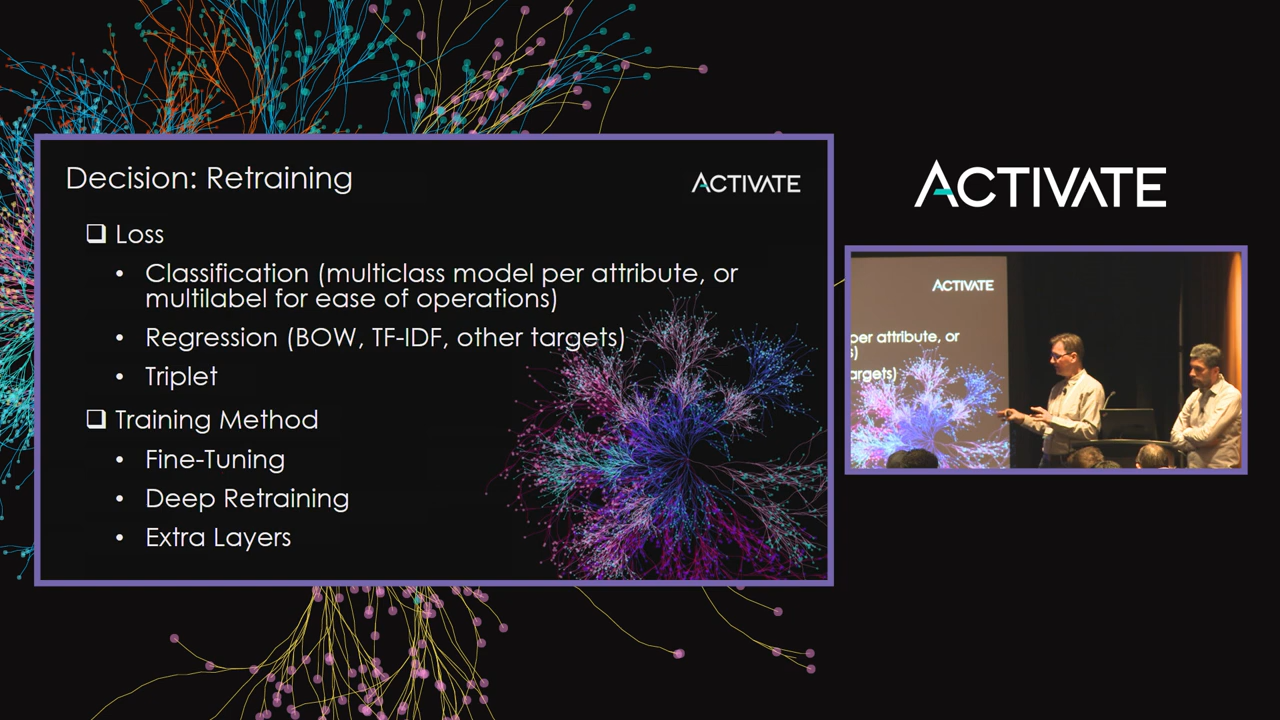 Decision: Retraining
ACTIVATE
❑ Loss
• Classification (multiclass model per attribute, or
multilabel for ease of operations)
• Regression (BOW, TF-IDF, other targets)
• Triplet
❑ Training Method
• Fine-Tuning
• Deep Retraining
• Extra Layers
ACTIVATE
ACTIVATE
per attribute, or
s)
argets)